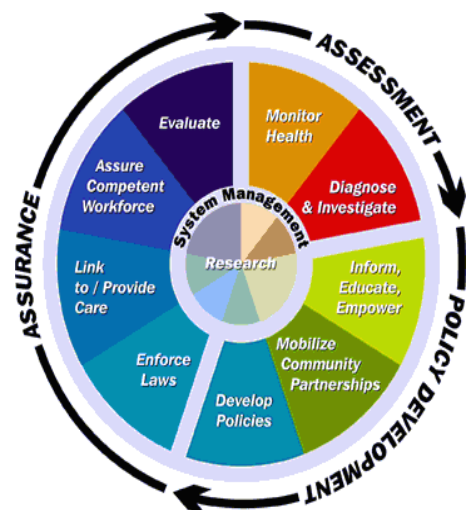 ASSESSMENT
Monitor
Health
Diagnose
& Investigate
POLICY DEVELOPMENT
Inform,
Educate,
Empower
Mobilize
Community
Partnerships
Develop
Policies
ASSURANCE
Enforce
Laws
Link
to / Provide
Care
Assure
Competent
Workforce
Evaluate
System Management
Research